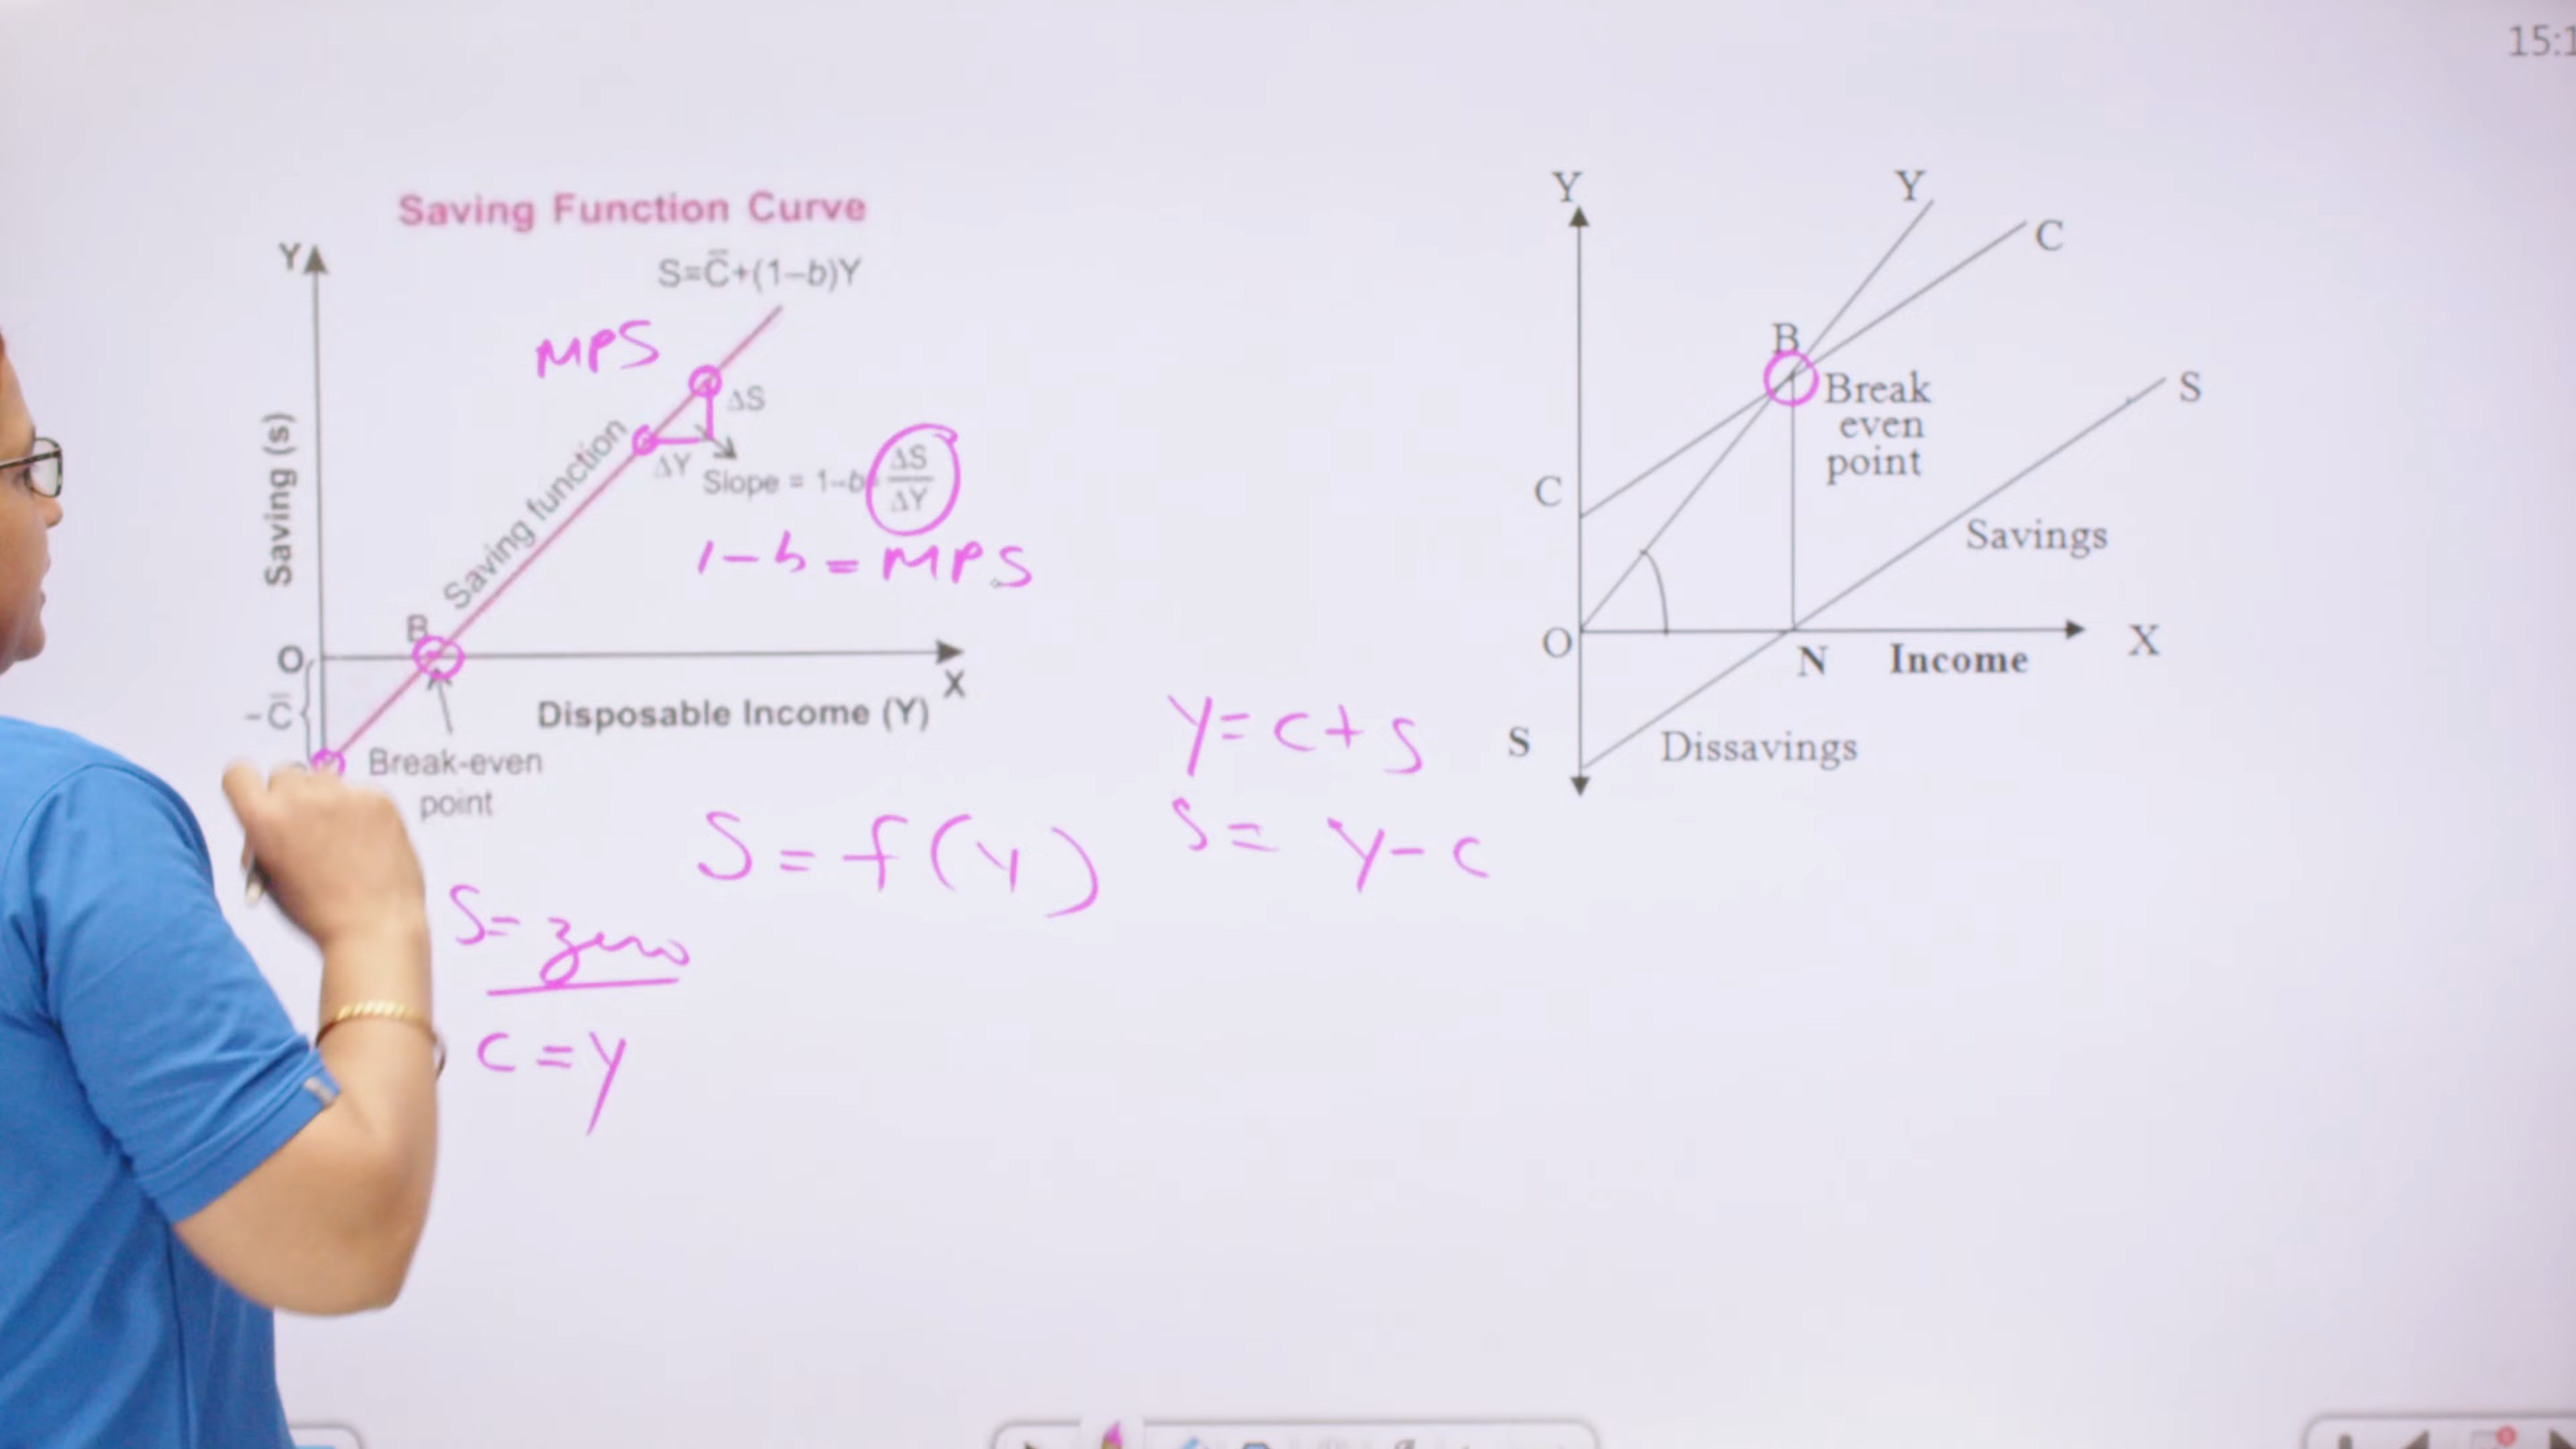 15:1
Saving Function Curve
Y
S=C̅+(1–b)Y
MPS
ΔS
ΔY
Slope = 1–b
ΔS
ΔY
1-b = MPS
Saving (s)
Saving function
B
O
X
-C̅
Disposable Income (Y)
Break-even
point
S = f(y)
S= zero
c = y
Y= c+s
S= y-c
Y
Y
C
B
Break
even
point
S
C
Savings
O
N
Income
X
S
Dissavings